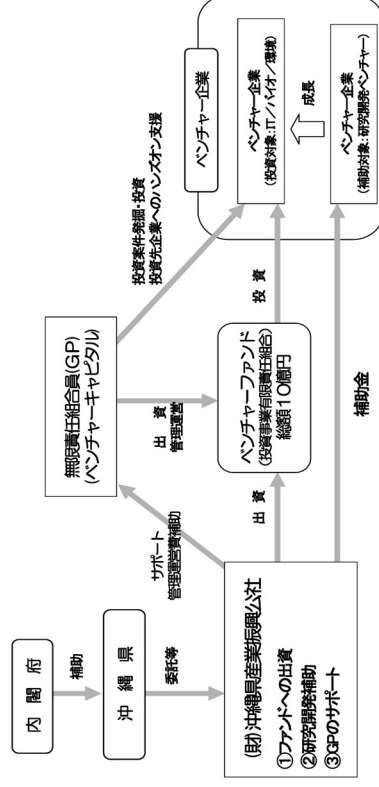 内閣府
補助
沖縄県
委託等
(財)沖縄県産業振興公社
①ファンドへの出資
②研究開発補助
③GPのサポート
サポート
管理運営費補助
無限責任組合員(GP)
(ベンチャーキャピタル)
出資
管理運営
出資
ベンチャーファンド
(投資事業有限責任組合)
総額10億円
投資案件発掘・投資
投資先企業へのハンズオン支援
投資
補助金
ベンチャー企業
ベンチャー企業
(投資対象:IT/バイオ/環境)
成長
ベンチャー企業
(補助対象:研究開発ベンチャー)